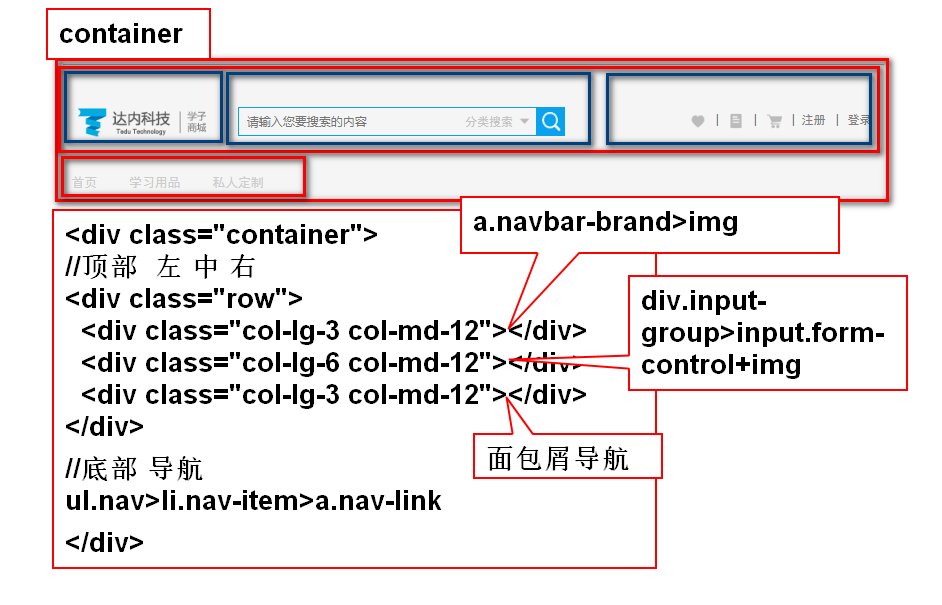 container
达内科技
Tedu Technology
学子
商城
请输入您要搜索的内容
分类搜索
| | | 注册 | 登录
首页 学习用品 私人定制
a.navbar-brand>img
<div class="container">
//顶部 左 中 右
<div class="row">
<div class="col-lg-3 col-md-12"></div>
<div class="col-lg-6 col-md-12"></div>
<div class="col-lg-3 col-md-12"></div>
</div>
div.input-
group>input.form-
control+img
面包屑导航
//底部 导航
ul.nav>li.nav-item>a.nav-link
</div>